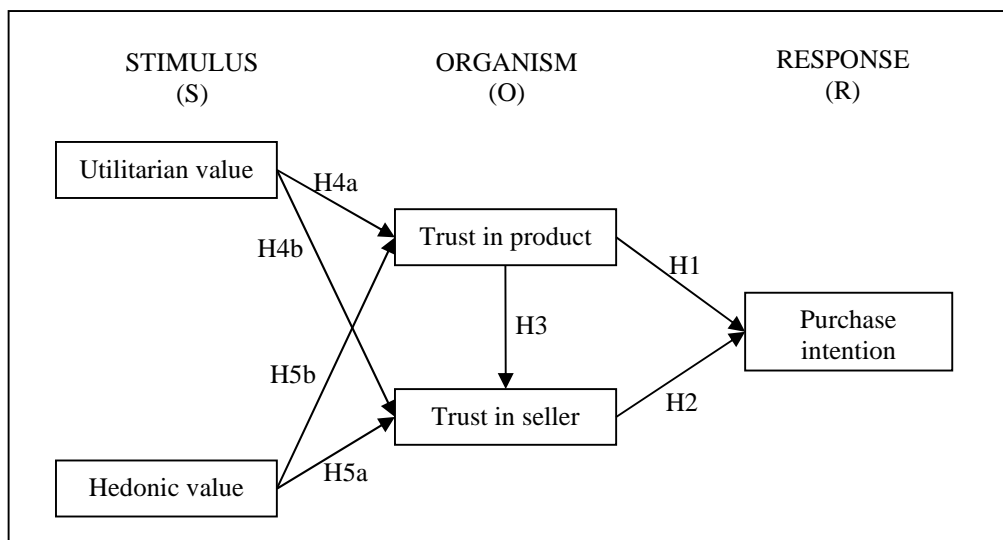 STIMULUS
(S)
ORGANISM
(O)
RESPONSE
(R)
Utilitarian value
H4a
Trust in product
H4b
H1
Purchase
intention
H3
H5b
Trust in seller
H2
H5a
Hedonic value